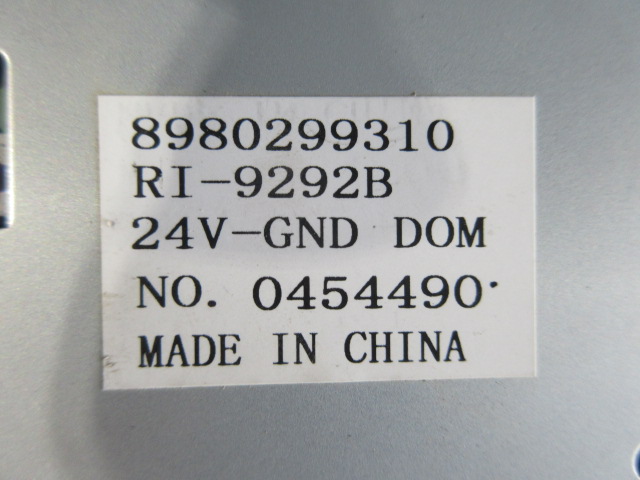 8980299310
RI-9292B
24V-GND DOM
NO. 0454490
MADE IN CHINA